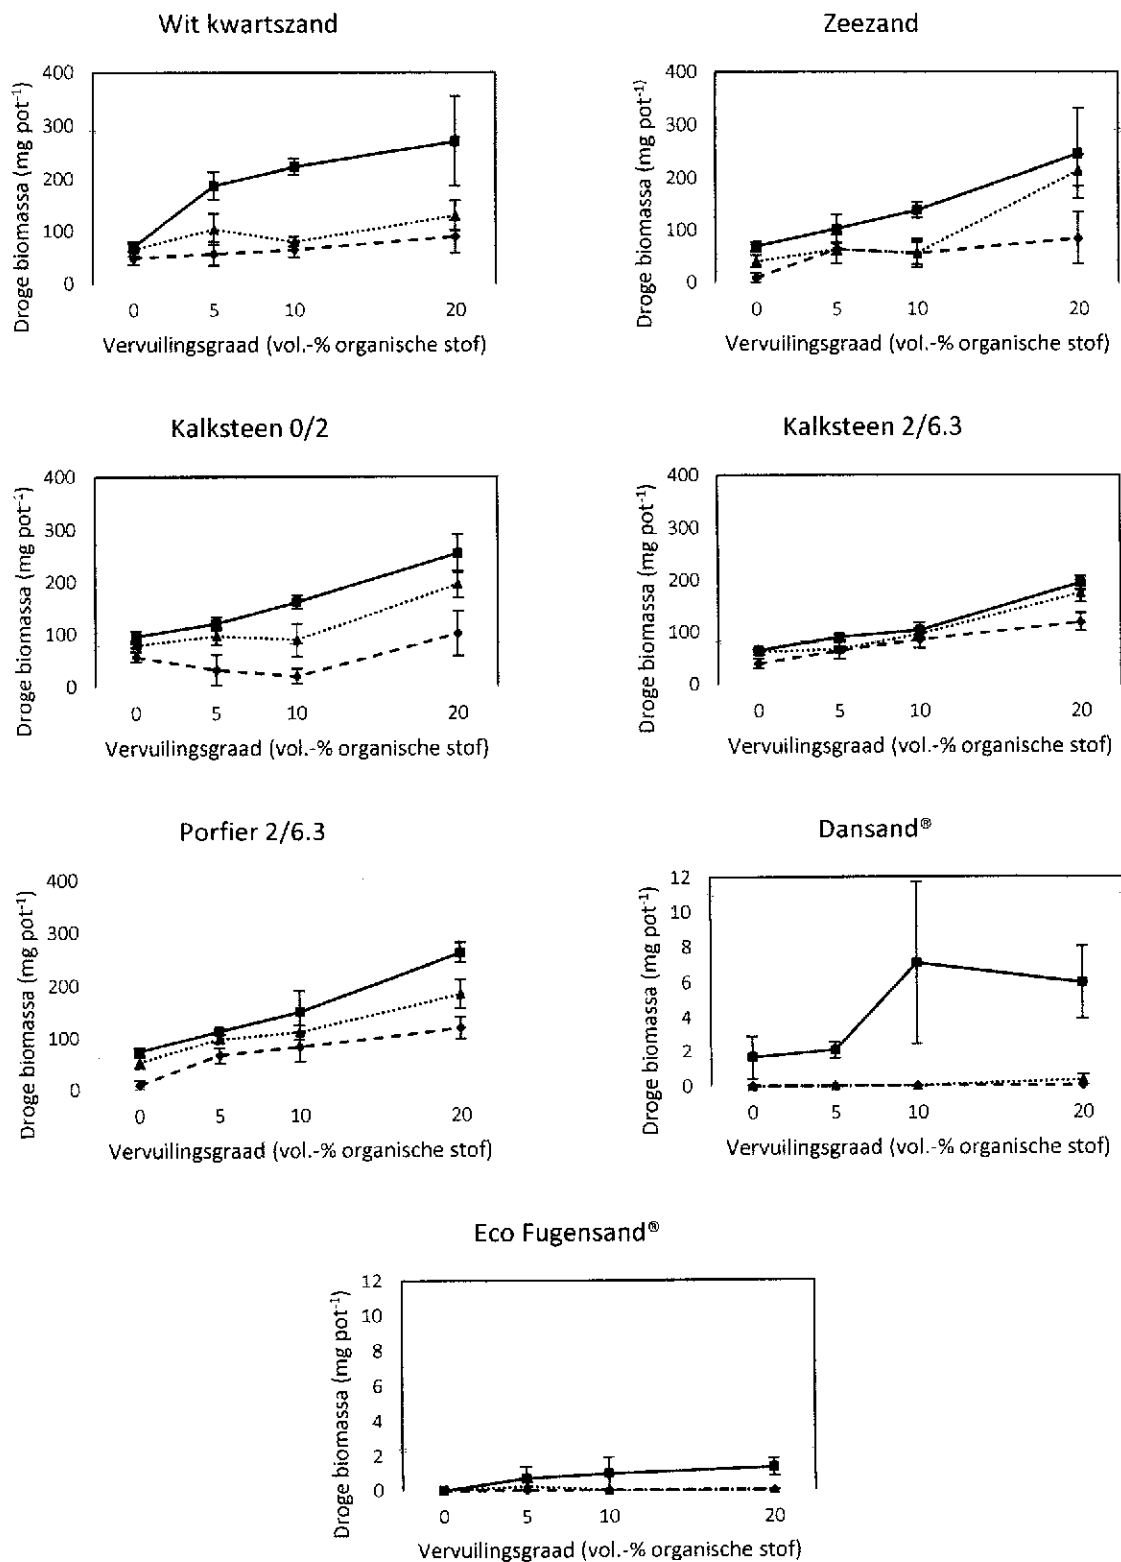 Wit kwartszand
Droge biomassa (mg pot⁻¹)
400
300
200
100
0
0 5 10 20
Vervuilingsgraad (vol.-% organische stof)
Zeezand
Droge biomassa (mg pot⁻¹)
400
300
200
100
0
0 5 10 20
Vervuilingsgraad (vol.-% organische stof)
Kalksteen 0/2
Droge biomassa (mg pot⁻¹)
400
300
200
100
0
0 5 10 20
Vervuilingsgraad (vol.-% organische stof)
Kalksteen 2/6.3
Droge biomassa (mg pot⁻¹)
400
300
200
100
0
0 5 10 20
Vervuilingsgraad (vol.-% organische stof)
Porfier 2/6.3
Droge biomassa (mg pot⁻¹)
400
300
200
100
0
0 5 10 20
Vervuilingsgraad (vol.-% organische stof)
Dansand®
Droge biomassa (mg pot⁻¹)
12
10
8
6
4
2
0
0 5 10 20
Vervuilingsgraad (vol.-% organische stof)
Eco Fugensand®
Droge biomassa (mg pot⁻¹)
12
10
8
6
4
2
0
0 5 10 20
Vervuilingsgraad (vol.-% organische stof)